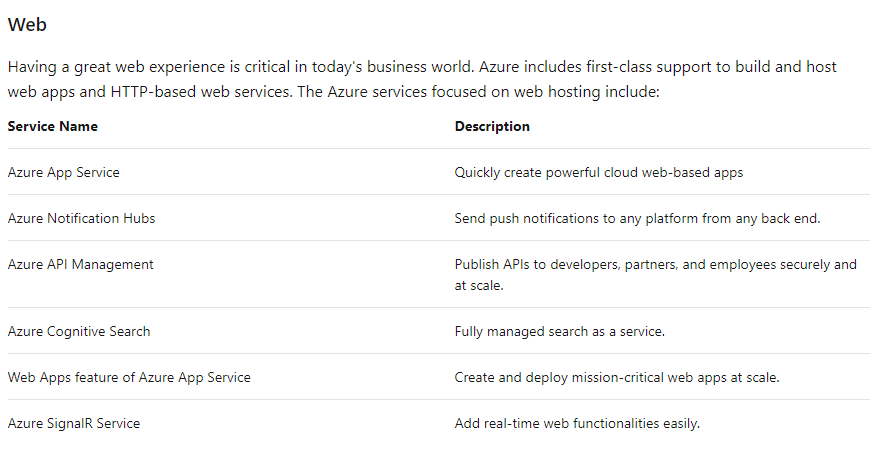 Web
Having a great web experience is critical in today's business world. Azure includes first-class support to build and host
web apps and HTTP-based web services. The Azure services focused on web hosting include:
Service Name Description
Azure App Service Quickly create powerful cloud web-based apps
Azure Notification Hubs Send push notifications to any platform from any back end.
Azure API Management Publish APIs to developers, partners, and employees securely and
at scale.
Azure Cognitive Search Fully managed search as a service.
Web Apps feature of Azure App Service Create and deploy mission-critical web apps at scale.
Azure SignalR Service Add real-time web functionalities easily.